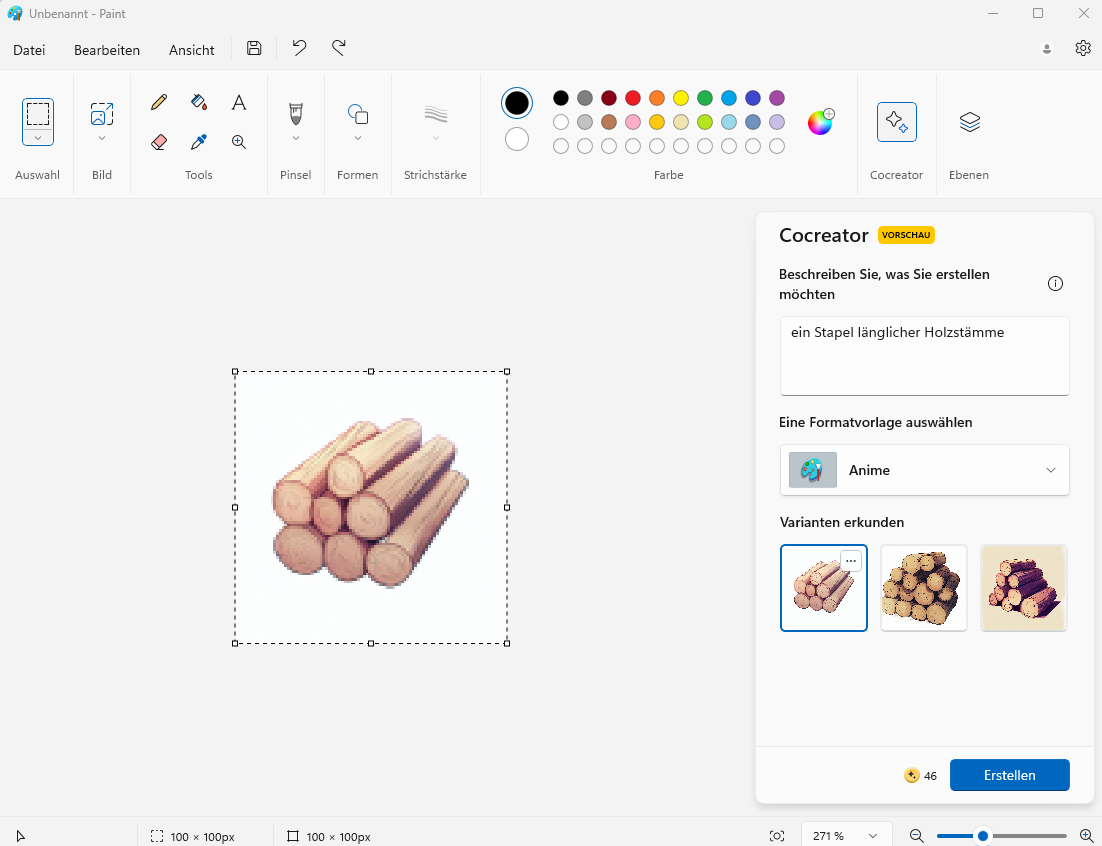 Unbenannt - Paint
Datei Bearbeiten Ansicht
A
Auswahl Bild Tools Pinsel Formen Strichstärke Farbe Cocreator Ebenen
Cocreator VORSCHAU
Beschreiben Sie, was Sie erstellen
möchten
ein Stapel länglicher Holzstämme
Eine Formatvorlage auswählen
Anime
Varianten erkunden
46 Erstellen
100 × 100px 100 × 100px 271 %